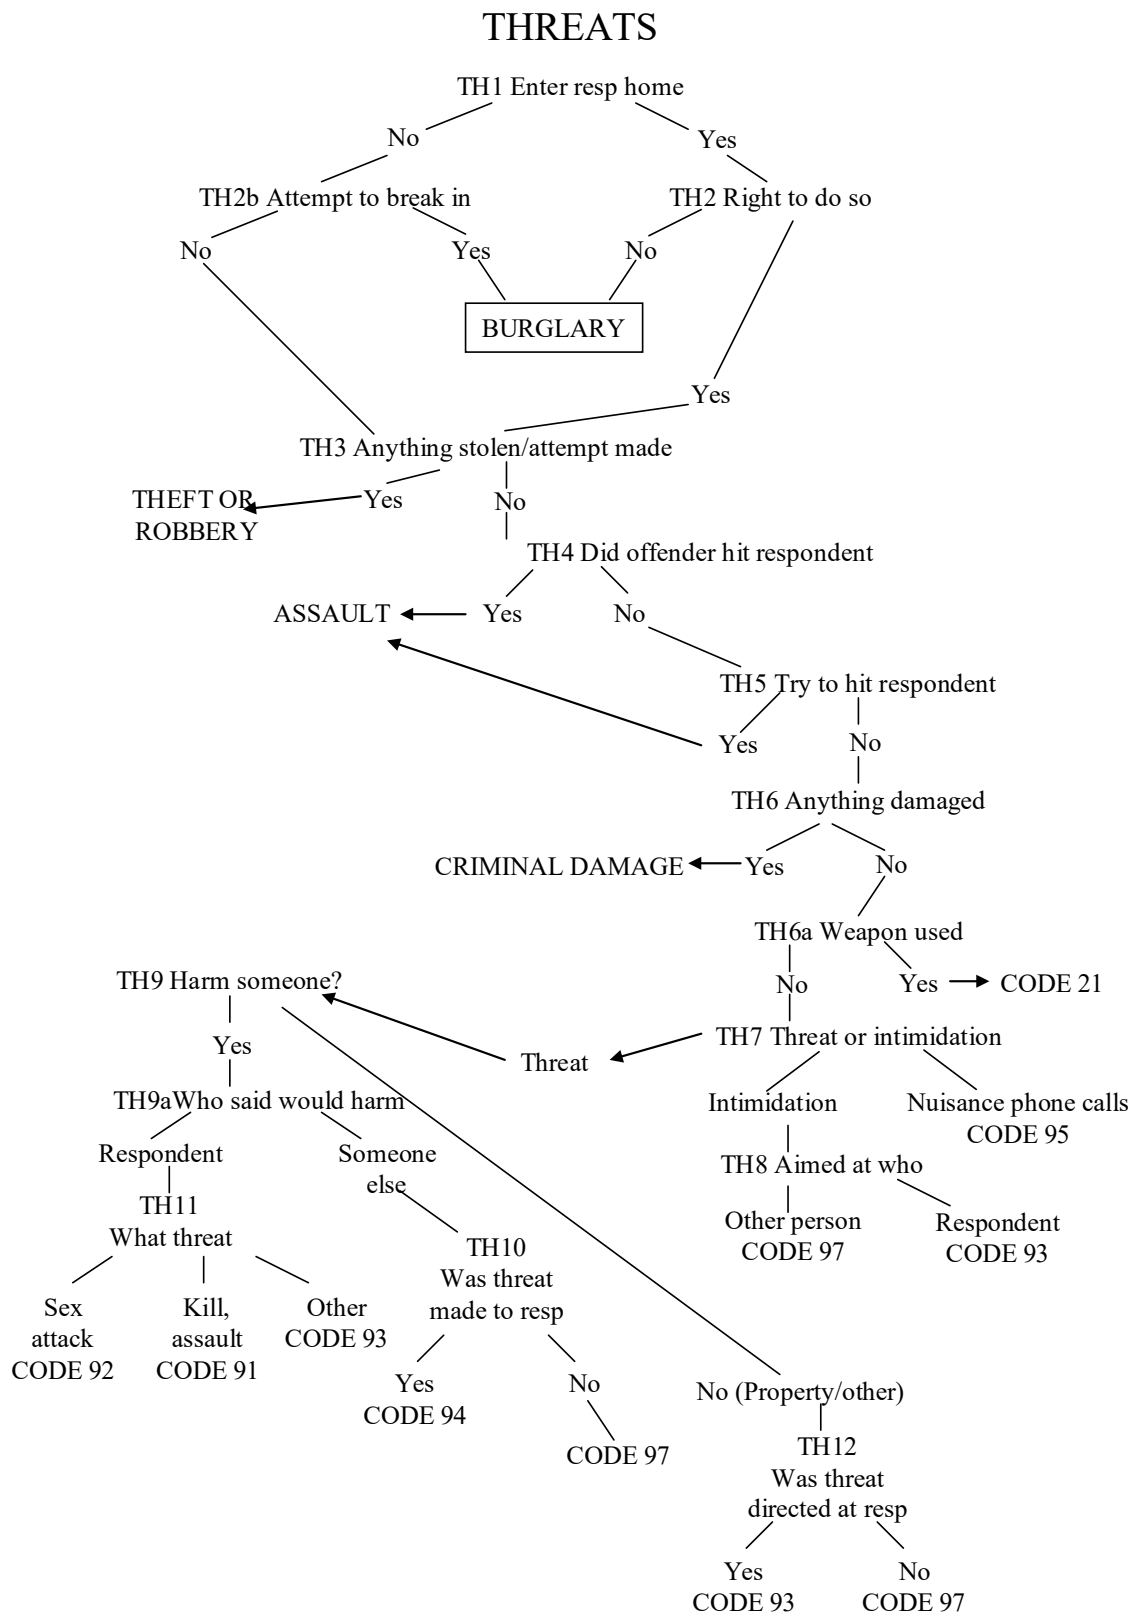 THREATS
TH1 Enter resp home
No
Yes
TH2b Attempt to break in
TH2 Right to do so
No
Yes
No
BURGLARY
Yes
TH3 Anything stolen/attempt made
THEFT OR
ROBBERY
Yes
No
TH4 Did offender hit respondent
ASSAULT
Yes
No
TH5 Try to hit respondent
Yes
No
TH6 Anything damaged
CRIMINAL DAMAGE
Yes
No
TH6a Weapon used
No
Yes
CODE 21
TH7 Threat or intimidation
Threat
Intimidation
Nuisance phone calls
CODE 95
TH8 Aimed at who
Other person
CODE 97
Respondent
CODE 93
TH9 Harm someone?
Yes
TH9aWho said would harm
Respondent
Someone
else
TH11
What threat
Sex
attack
CODE 92
Kill,
assault
CODE 91
Other
CODE 93
TH10
Was threat
made to resp
Yes
CODE 94
No
CODE 97
No (Property/other)
TH12
Was threat
directed at resp
Yes
CODE 93
No
CODE 97